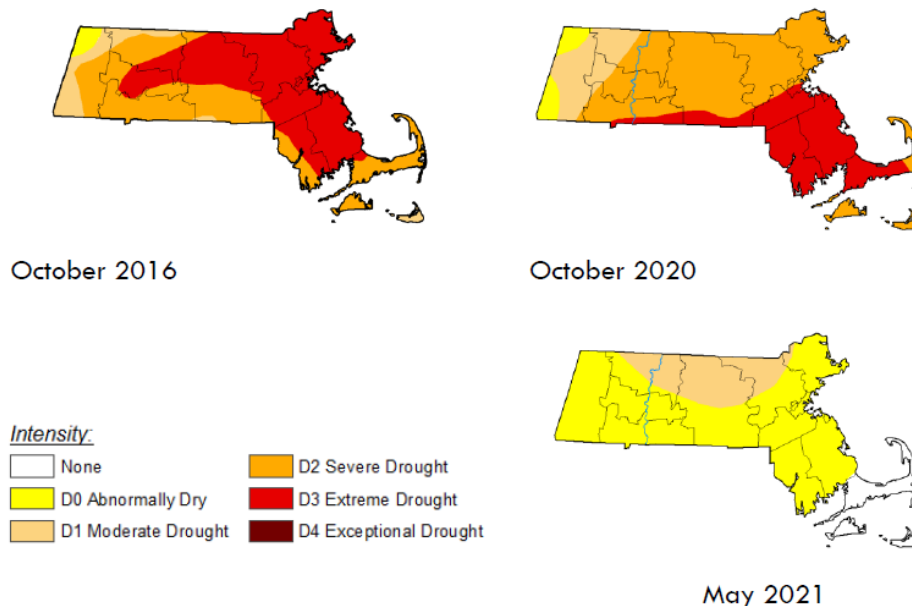 October 2016
October 2020
Intensity:
None
D0 Abnormally Dry
D1 Moderate Drought
D2 Severe Drought
D3 Extreme Drought
D4 Exceptional Drought
May 2021